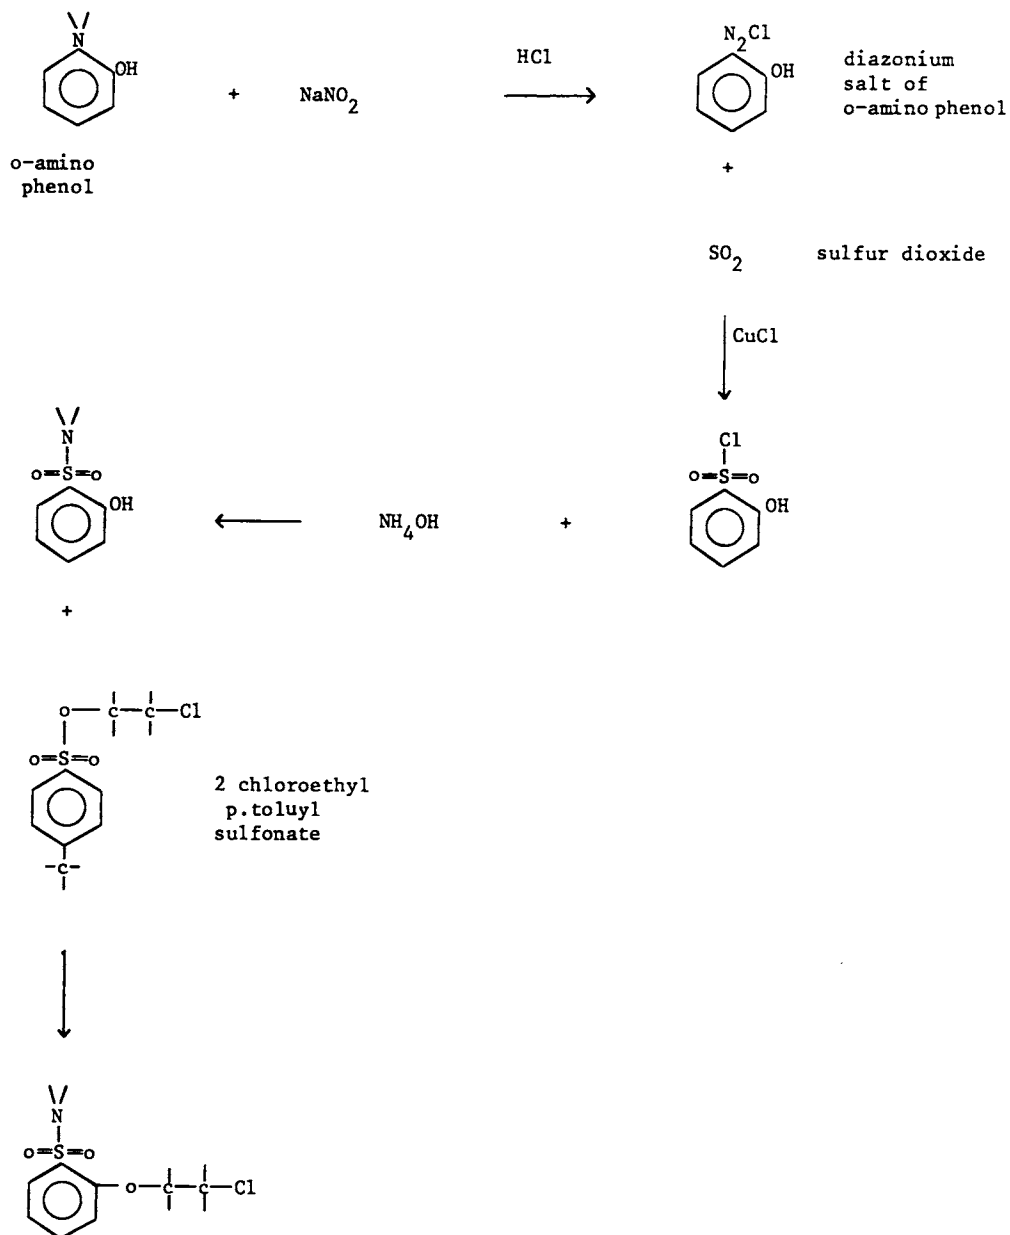 N
OH
+ NaNO2
HCl
N2Cl
OH
diazonium
salt of
o-amino phenol
o-amino
phenol
+
SO2 sulfur dioxide
CuCl
N
o=S=o
OH
NH4OH
+
Cl
o=S=o
OH
+
o—c—c—Cl
o=S=o
2 chloroethyl
p.toluyl
sulfonate
-c-
N
o=S=o
o—c—c—Cl